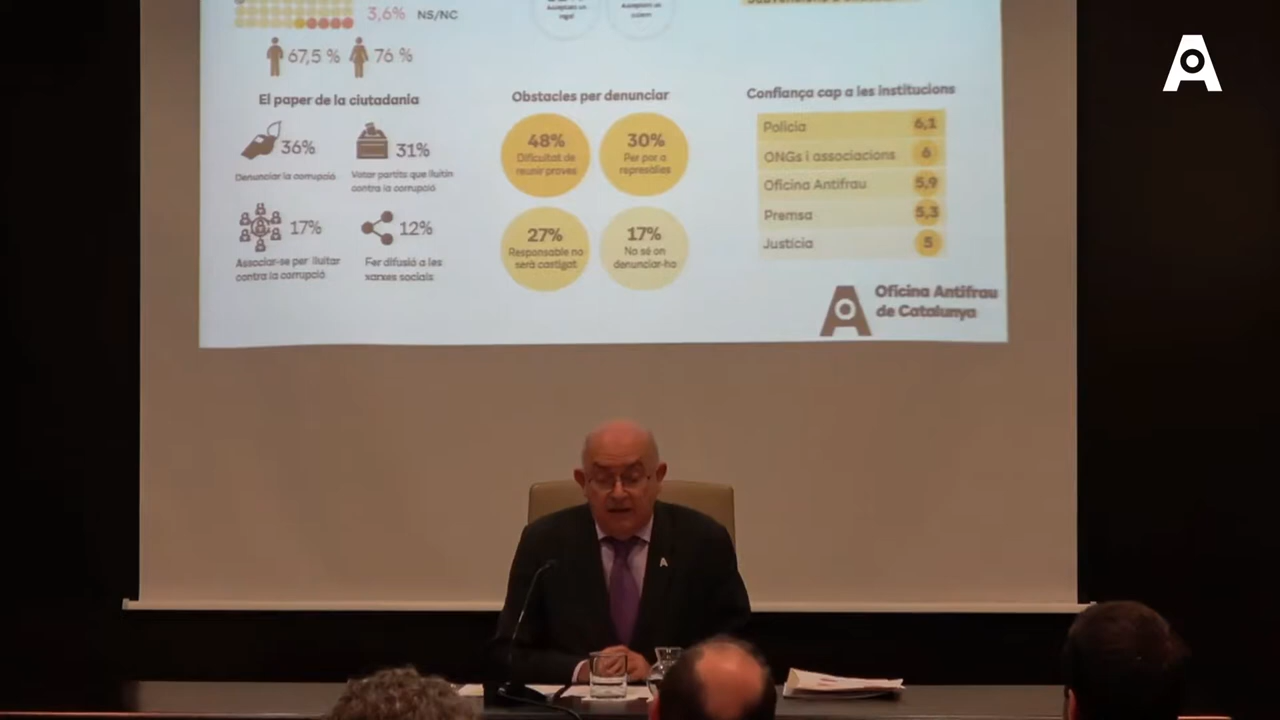 3,6% NS/NC
67,5 % 76 %
El paper de la ciutadania
36%
Denunciar la corrupció
31%
Votar partits que lluitin
contra la corrupció
17%
Associar-se per lluitar
contra la corrupció
12%
Fer difusió a les
xarxes socials
Obstacles per denunciar
48%
Dificultat de
reunir proves
30%
Per por a
represàlies
27%
Responsable no
serà castigat
17%
No sé on
denunciar-ho
Confiança cap a les institucions
Policia 6,1
ONGs i associacions 6
Oficina Antifrau 5,9
Premsa 5,3
Justícia 5
Oficina Antifrau
de Catalunya